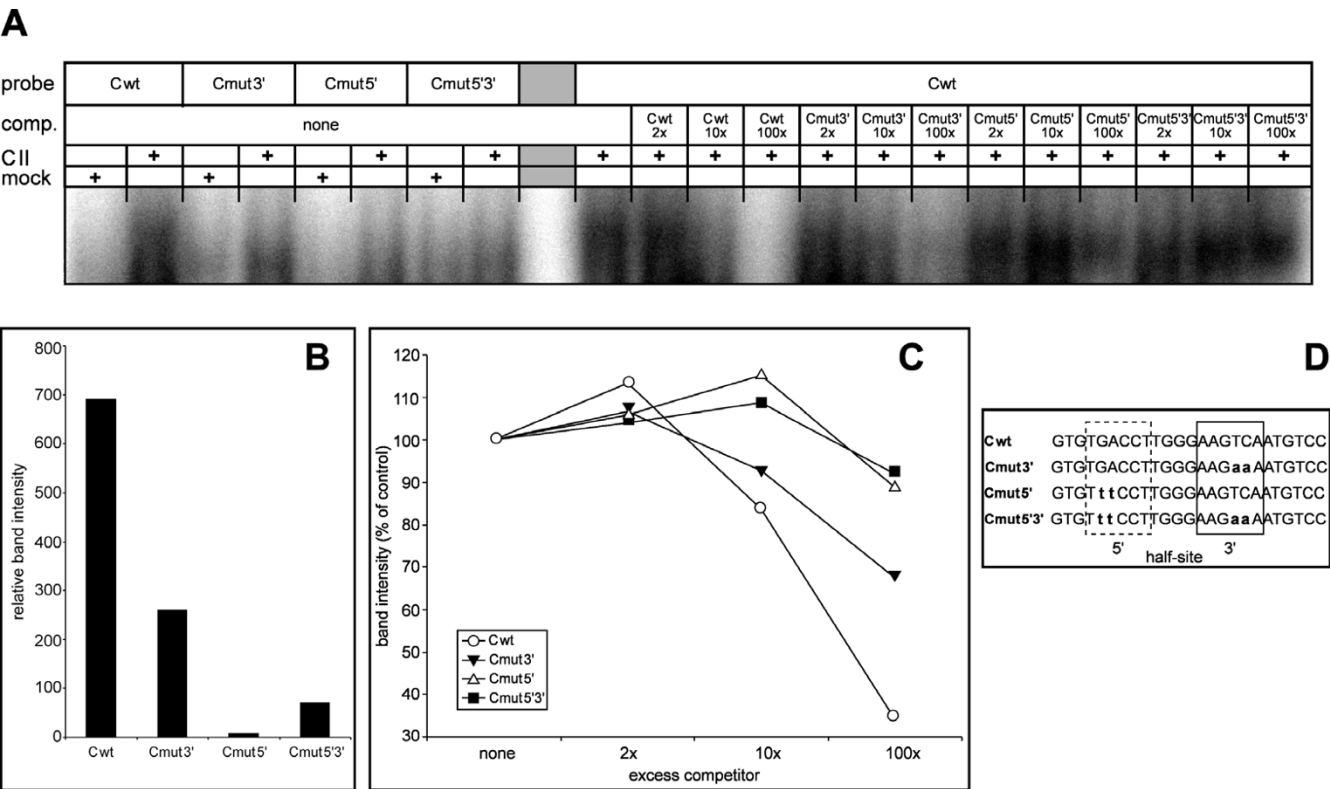 A
probe Cwt Cmut3' Cmut5' Cmut5'3' Cwt
comp. none Cwt 2x Cwt 10x Cwt 100x Cmut3' 2x Cmut3' 10x Cmut3' 100x Cmut5' 2x Cmut5' 10x Cmut5' 100x Cmut5'3' 2x Cmut5'3' 10x Cmut5'3' 100x
CII + + + + + + + + + + + + + + + + +
mock + + + +
B
800
700
600
500
400
300
200
100
0
relative band intensity
Cwt Cmut3' Cmut5' Cmut5'3'
C
120
110
100
90
80
70
60
50
40
30
band intensity (% of control)
Cwt
Cmut3'
Cmut5'
Cmut5'3'
none 2x 10x 100x
excess competitor
D
Cwt GTGTGACCTTGGGAAGTCAATGTCC
Cmut3' GTGTGACCTTGGGAAGaaAATGTCC
Cmut5' GTGTttCCTTGGGAAGTCAATGTCC
Cmut5'3' GTGTttCCTTGGGAAGaaAATGTCC
5' 3'
half-site